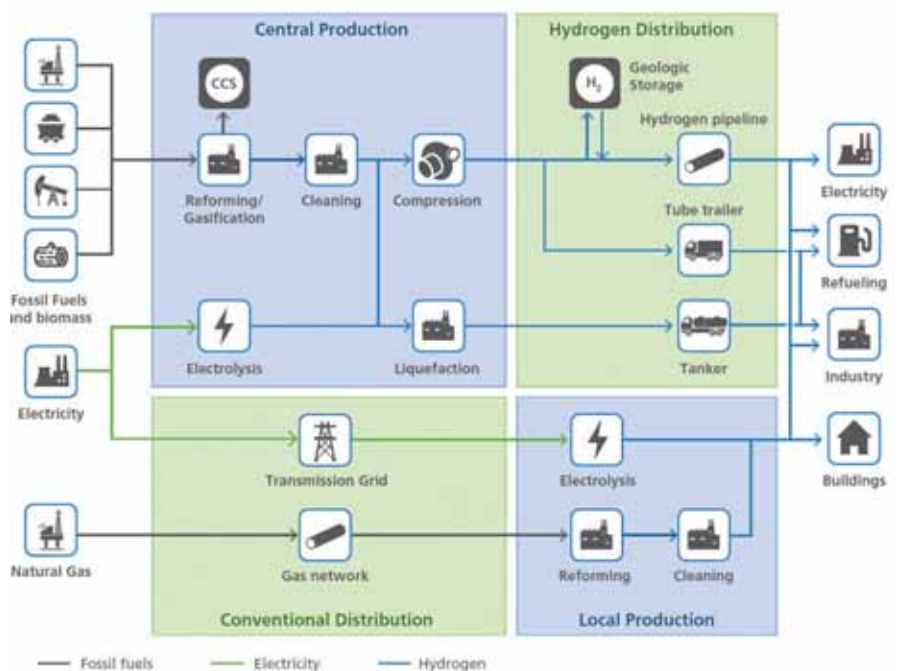 Central Production
Hydrogen Distribution
CCS
H₂
Geologic
Storage
Hydrogen pipeline
Reforming/
Gasification
Cleaning
Compression
Electricity
Tube trailer
Refueling
Fossil Fuels
and biomass
Electrolysis
Liquefaction
Tanker
Industry
Electricity
Transmission Grid
Electrolysis
Buildings
Natural Gas
Gas network
Reforming
Cleaning
Conventional Distribution
Local Production
Fossil fuels
Electricity
Hydrogen